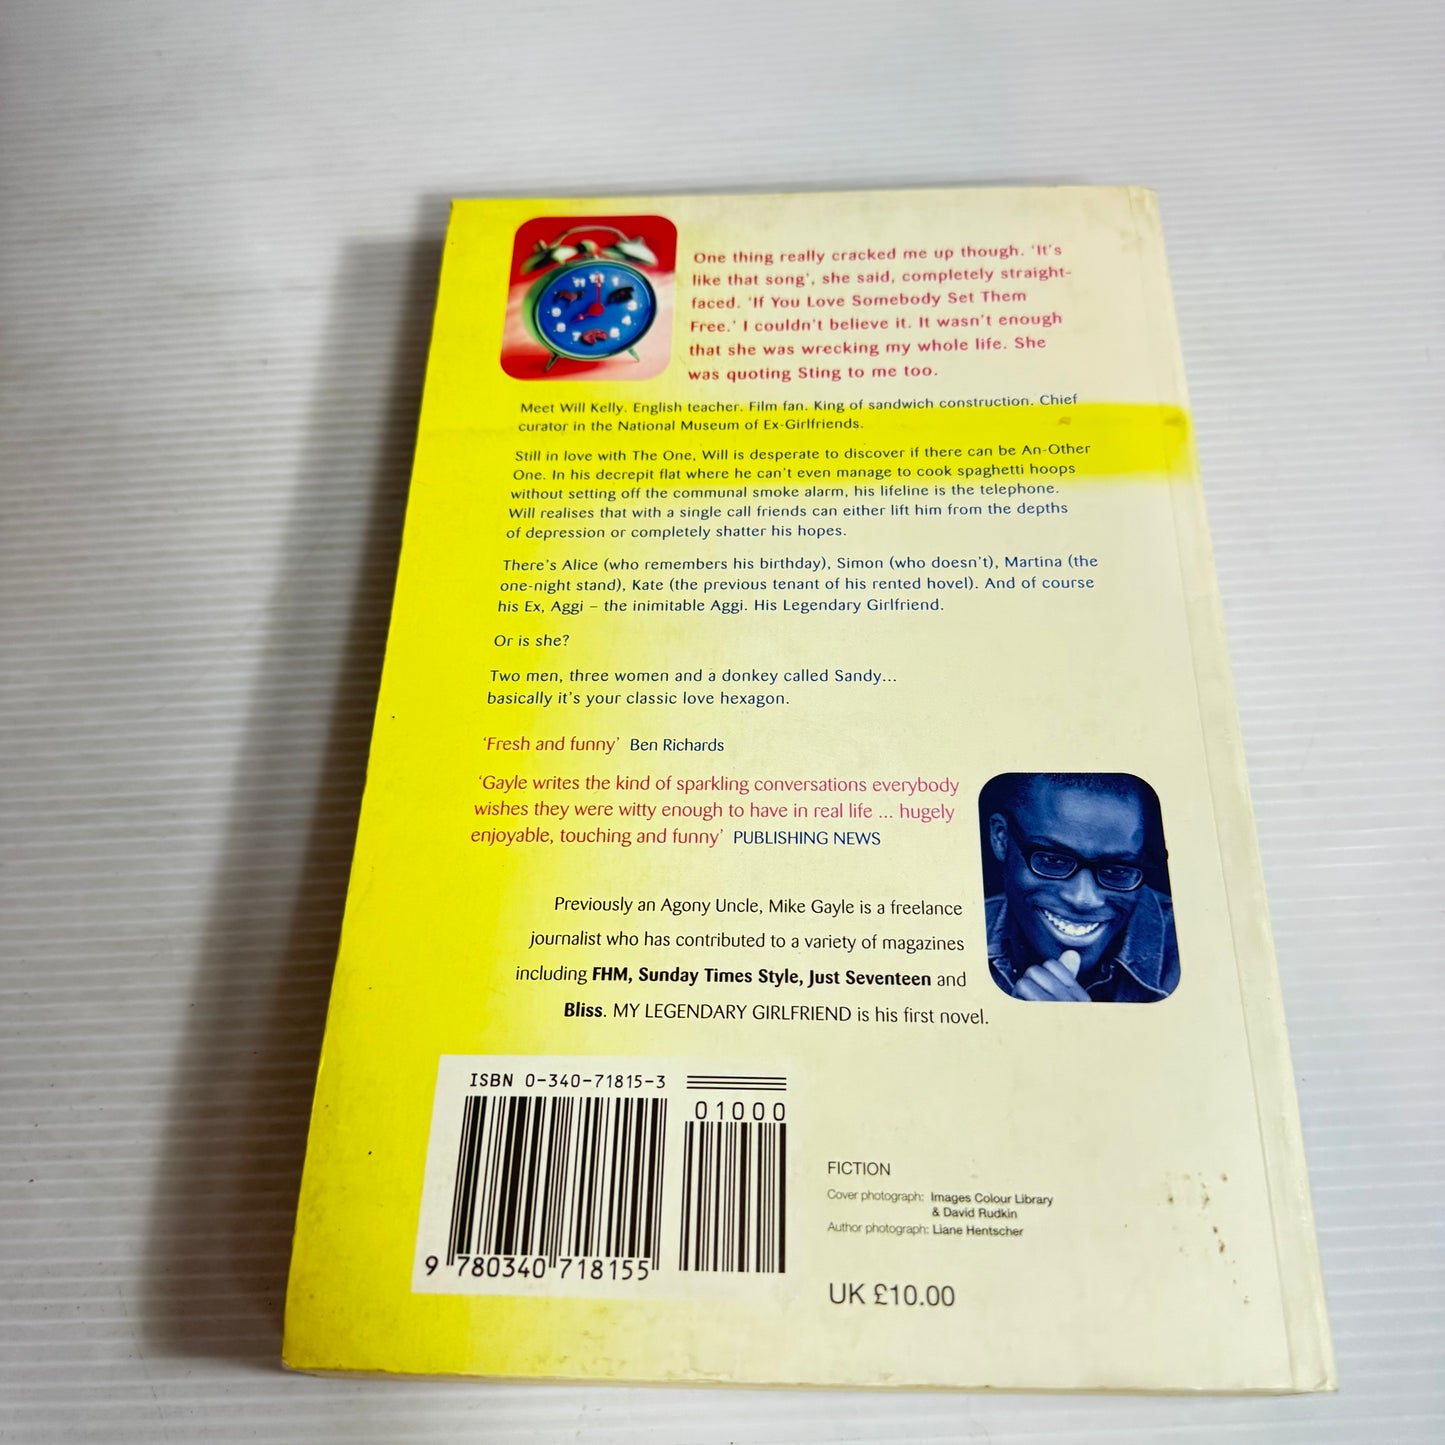 One thing really cracked me up though. 'It's
like that song', she said, completely straight-
faced. 'If You Love Somebody Set Them
Free.' I couldn't believe it. It wasn't enough
that she was wrecking my whole life. She
was quoting Sting to me too.
Meet Will Kelly. English teacher. Film fan. King of sandwich construction. Chief
curator in the National Museum of Ex-Girlfriends.
Still in love with The One, Will is desperate to discover if there can be An-Other
One. In his decrepit flat where he can't even manage to cook spaghetti hoops
without setting off the communal smoke alarm, his lifeline is the telephone.
Will realises that with a single call friends can either lift him from the depths
of depression or completely shatter his hopes.
There's Alice (who remembers his birthday), Simon (who doesn't), Martina (the
one-night stand), Kate (the previous tenant of his rented hovel). And of course
his Ex, Aggi – the inimitable Aggi. His Legendary Girlfriend.
Or is she?
Two men, three women and a donkey called Sandy...
basically it's your classic love hexagon.
'Fresh and funny' Ben Richards
'Gayle writes the kind of sparkling conversations everybody
wishes they were witty enough to have in real life ... hugely
enjoyable, touching and funny' PUBLISHING NEWS
Previously an Agony Uncle, Mike Gayle is a freelance
journalist who has contributed to a variety of magazines
including FHM, Sunday Times Style, Just Seventeen and
Bliss. MY LEGENDARY GIRLFRIEND is his first novel.
ISBN 0-340-71815-3
01000
9 780340 718155
FICTION
Cover photograph: Images Colour Library
& David Rudkin
Author photograph: Liane Hentscher
UK £10.00